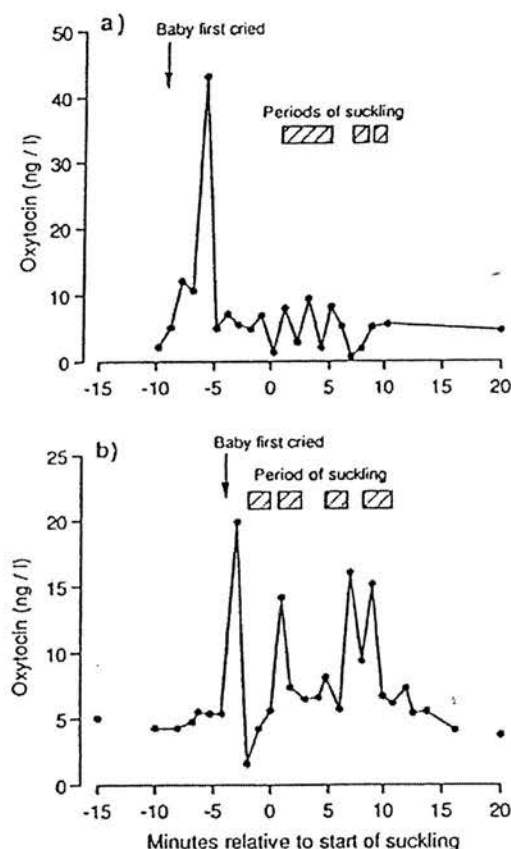 a)
Baby first cried
Periods of suckling
Oxytocin (ng / l)
50
40
30
20
10
0
-15 -10 -5 0 5 10 15 20
b)
Baby first cried
Period of suckling
Oxytocin (ng / l)
25
20
15
10
5
0
-15 -10 -5 0 5 10 15 20
Minutes relative to start of suckling